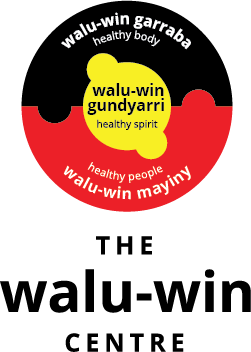 walu-win garraba
healthy body
walu-win
gundyarri
healthy spirit
healthy people
walu-win mayiny
THE
walu-win
CENTRE